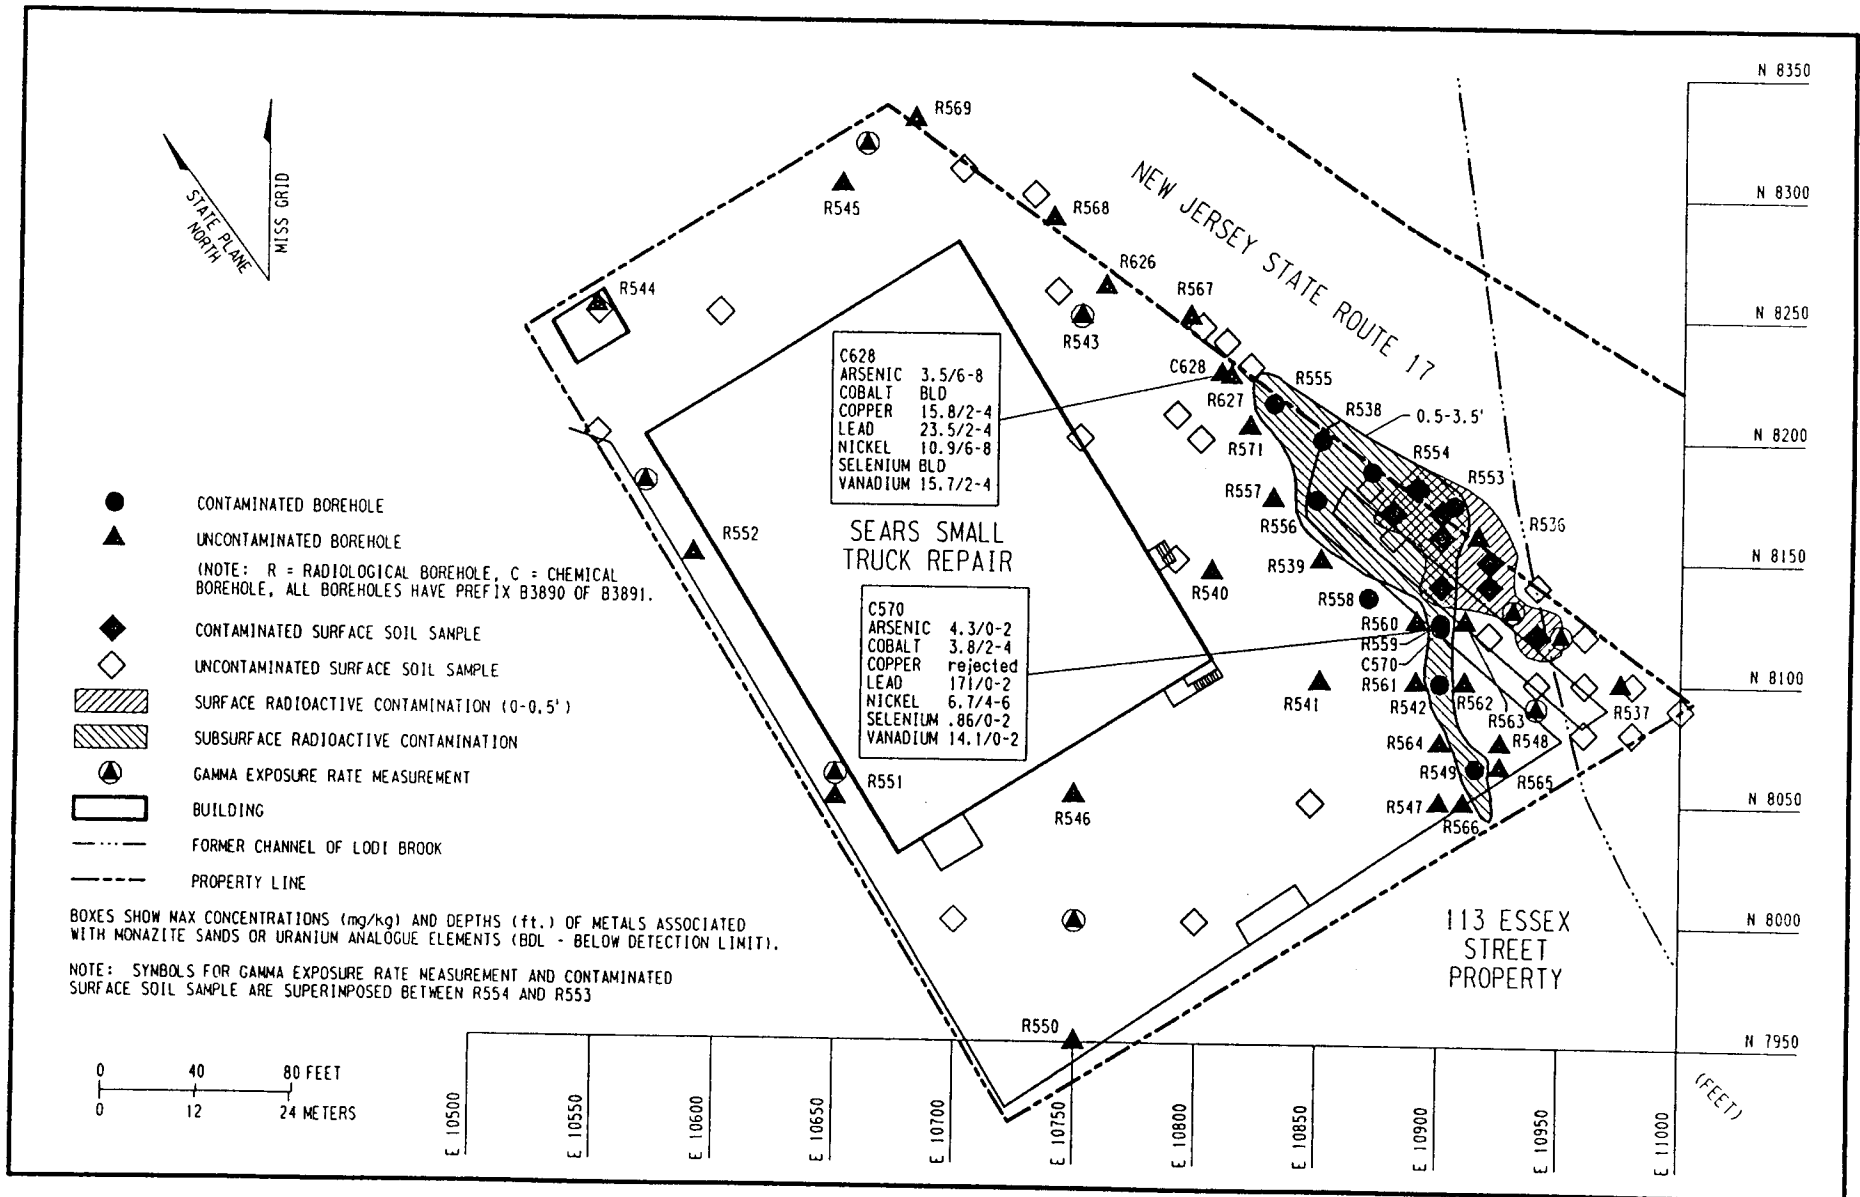 N 8350
R569
NEW JERSEY STATE ROUTE 17
STATE PLANE
NORTH
MISS GRID
R545
R568
N 8300
R626
R567
R544
R543
N 8250
C628
ARSENIC 3.5/6-8
COBALT BLD
COPPER 15.8/2-4
LEAD 23.5/2-4
NICKEL 10.9/6-8
SELENIUM BLD
VANADIUM 15.7/2-4
C628
R627
R555
R538
0.5-3.5'
R571
R554
N 8200
R553
R557
R556
R536
R552
SEARS SMALL
TRUCK REPAIR
R539
R540
N 8150
R558
C570
ARSENIC 4.3/0-2
COBALT 3.8/2-4
COPPER rejected
LEAD 171/0-2
NICKEL 6.7/4-6
SELENIUM .86/0-2
VANADIUM 14.1/0-2
R560
R559
C570
R561
R541
R542
R562
R563
R548
R537
N 8100
R564
R549
R565
R551
R546
R547
R566
N 8050
CONTAMINATED BOREHOLE
UNCONTAMINATED BOREHOLE
(NOTE: R = RADIOLOGICAL BOREHOLE, C = CHEMICAL
BOREHOLE, ALL BOREHOLES HAVE PREFIX B3890 OF B3891.
CONTAMINATED SURFACE SOIL SAMPLE
UNCONTAMINATED SURFACE SOIL SAMPLE
SURFACE RADIOACTIVE CONTAMINATION (0-0.5')
SUBSURFACE RADIOACTIVE CONTAMINATION
GAMMA EXPOSURE RATE MEASUREMENT
BUILDING
FORMER CHANNEL OF LODI BROOK
PROPERTY LINE
BOXES SHOW MAX CONCENTRATIONS (mg/kg) AND DEPTHS (ft.) OF METALS ASSOCIATED
WITH MONAZITE SANDS OR URANIUM ANALOGUE ELEMENTS (BDL - BELOW DETECTION LIMIT).
NOTE: SYMBOLS FOR GAMMA EXPOSURE RATE MEASUREMENT AND CONTAMINATED
SURFACE SOIL SAMPLE ARE SUPERIMPOSED BETWEEN R554 AND R553
113 ESSEX
STREET
PROPERTY
N 8000
R550
N 7950
(FEET)
0 40 80 FEET
0 12 24 METERS
E 10500
E 10550
E 10600
E 10650
E 10700
E 10750
E 10800
E 10850
E 10900
E 10950
E 11000